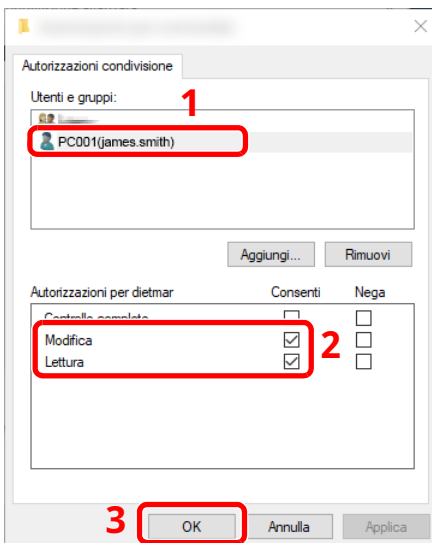 Autorizzazioni condivisione
Utenti e gruppi:
1
PC001(james.smith)
Aggiungi...
Rimuovi
Autorizzazioni per dietmar Consenti Nega
Controllo completo
Modifica
2
Lettura
3
OK
Annulla
Applica